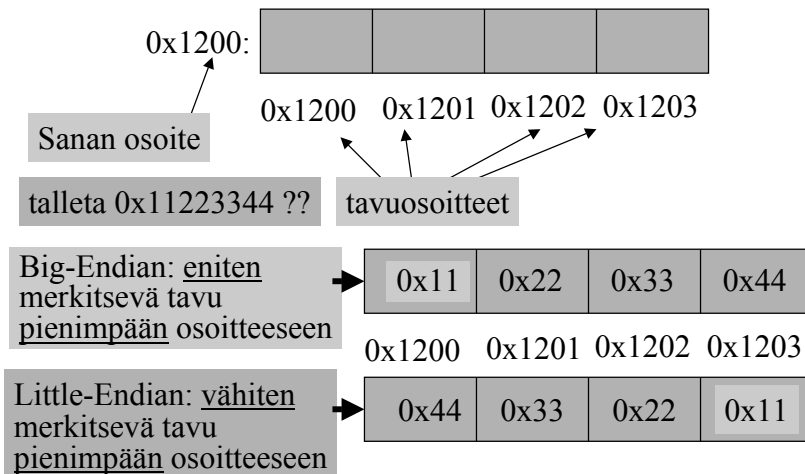 0x1200:
0x1200 0x1201 0x1202 0x1203
Sanan osoite
talleta 0x11223344 ??
tavuosoitteet
Big-Endian: eniten
merkitsevä tavu
pienimpään osoitteeseen
0x11 0x22 0x33 0x44
0x1200 0x1201 0x1202 0x1203
Little-Endian: vähiten
merkitsevä tavu
pienimpään osoitteeseen
0x44 0x33 0x22 0x11